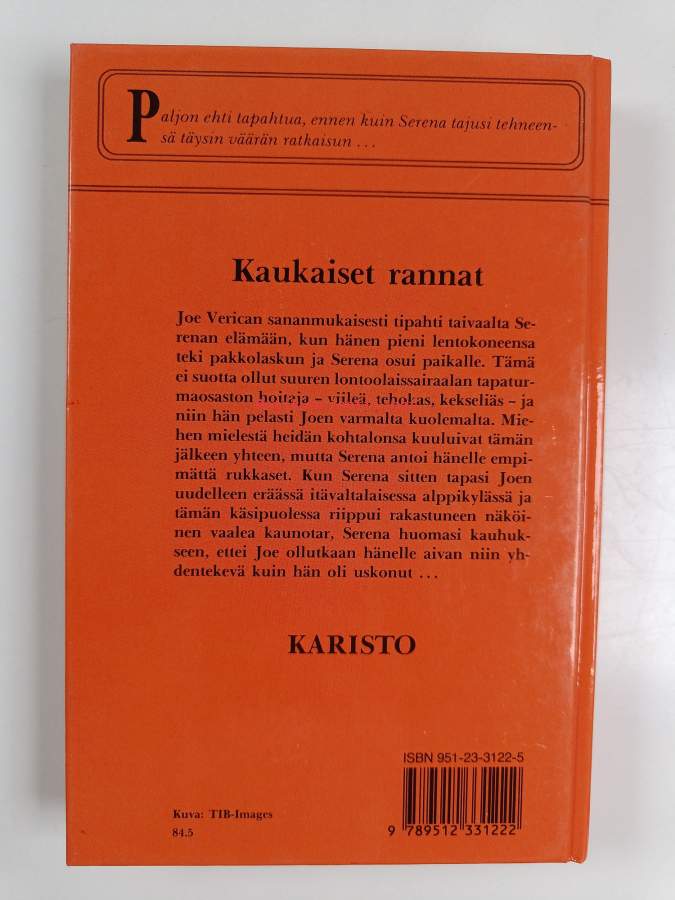 Paljon ehti tapahtua, ennen kuin Serena tajusi tehneen-
sä täysin väärän ratkaisun ...
Kaukaiset rannat
Joe Verican sananmukaisesti tipahti taivaalta Se-
renan elämään, kun hänen pieni lentokoneensa
teki pakkolaskun ja Serena osui paikalle. Tämä
ei suotta ollut suuren lontoolaissairaalan tapatur-
maosaston hoitaja – viileä, tehokas, kekseliäs – ja
niin hän pelasti Joen varmalta kuolemalta. Mie-
hen mielestä heidän kohtalonsa kuuluivat tämän
jälkeen yhteen, mutta Serena antoi hänelle empi-
mättä rukkaset. Kun Serena sitten tapasi Joen
uudelleen eräässä itävaltalaisessa alppikylässä ja
tämän käsipuolessa riippui rakastuneen näköi-
nen vaalea kaunotar, Serena huomasi kauhuk-
seen, ettei Joe ollutkaan hänelle aivan niin yh-
dentekevä kuin hän oli uskonut ...
KARISTO
ISBN 951-23-3122-5
9 789512 331222
Kuva: TIB-Images
84.5